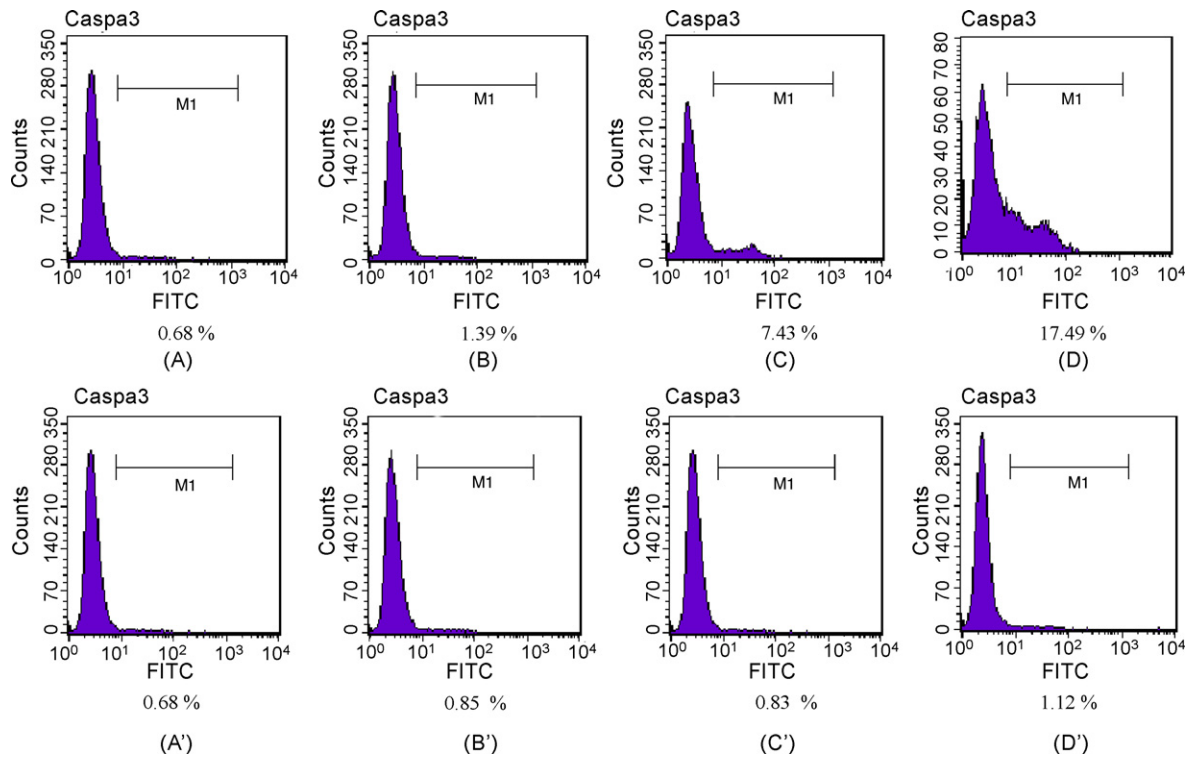 Caspa3
Counts
350
280
210
140
70
0
M1
10⁰ 10¹ 10² 10³ 10⁴
FITC
0.68 %
(A)
Caspa3
Counts
350
280
210
140
70
0
M1
10⁰ 10¹ 10² 10³ 10⁴
FITC
1.39 %
(B)
Caspa3
Counts
350
280
210
140
70
0
M1
10⁰ 10¹ 10² 10³ 10⁴
FITC
7.43 %
(C)
Caspa3
80
70
60
50
40
30
20
10
0
M1
10⁰ 10¹ 10² 10³ 10⁴
FITC
17.49 %
(D)
Caspa3
Counts
350
280
210
140
70
0
M1
10⁰ 10¹ 10² 10³ 10⁴
FITC
0.68 %
(A')
Caspa3
Counts
350
280
210
140
70
0
M1
10⁰ 10¹ 10² 10³ 10⁴
FITC
0.85 %
(B')
Caspa3
Counts
350
280
210
140
70
0
M1
10⁰ 10¹ 10² 10³ 10⁴
FITC
0.83 %
(C')
Caspa3
Counts
350
280
210
140
70
0
M1
10⁰ 10¹ 10² 10³ 10⁴
FITC
1.12 %
(D')